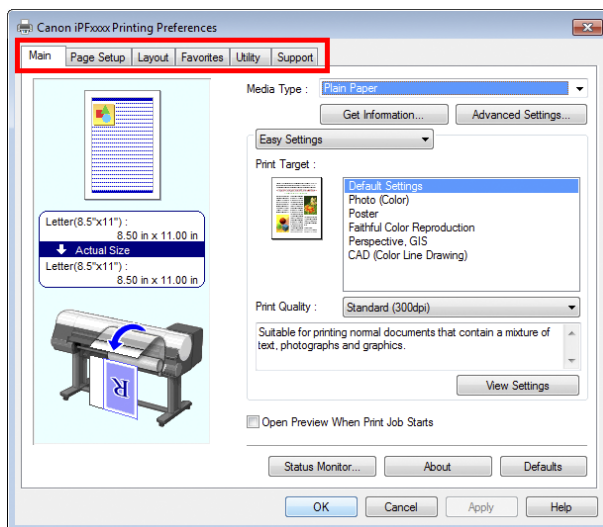 Canon iPFxxxx Printing Preferences
Main Page Setup Layout Favorites Utility Support
Media Type : Plain Paper
Get Information... Advanced Settings...
Easy Settings
Print Target :
Default Settings
Photo (Color)
Poster
Faithful Color Reproduction
Perspective, GIS
CAD (Color Line Drawing)
Letter(8.5"x11") :
8.50 in x 11.00 in
Actual Size
Letter(8.5"x11") :
8.50 in x 11.00 in
R
Print Quality : Standard (300dpi)
Suitable for printing normal documents that contain a mixture of
text, photographs and graphics.
View Settings
Open Preview When Print Job Starts
Status Monitor... About Defaults
OK Cancel Apply Help